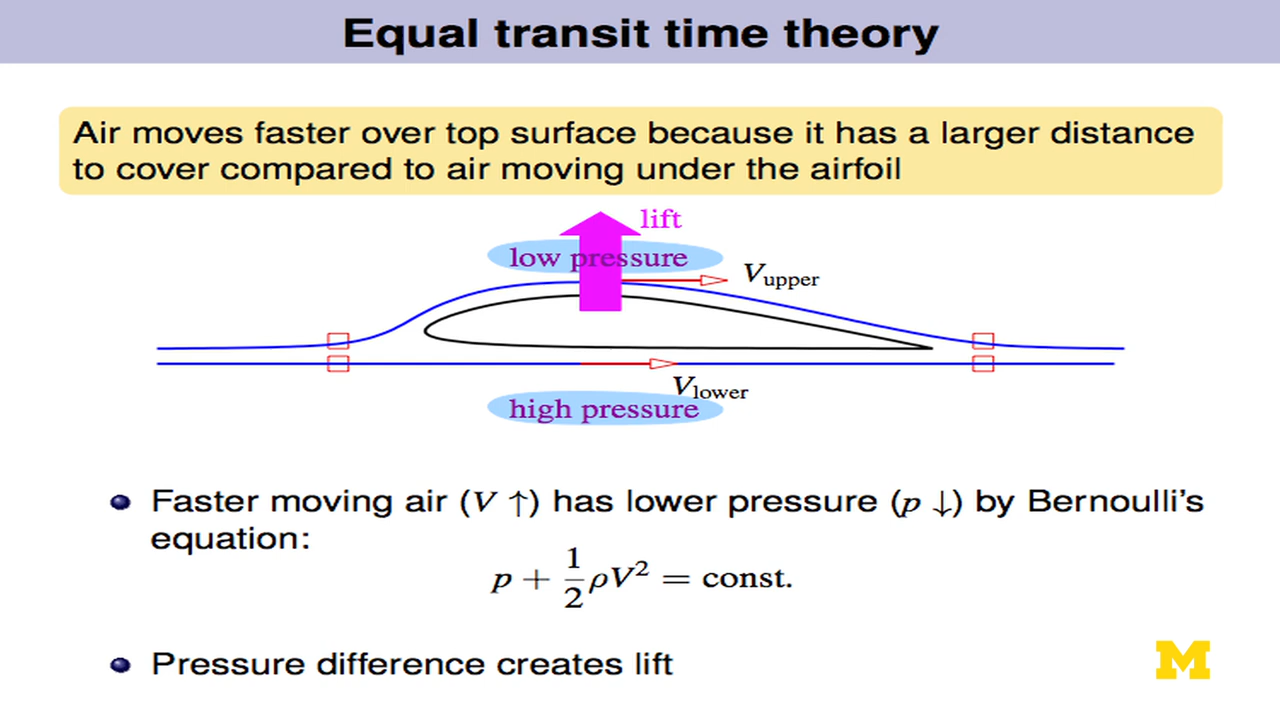 Equal transit time theory
Air moves faster over top surface because it has a larger distance
to cover compared to air moving under the airfoil
lift
low pressure
V_upper
V_lower
high pressure
Faster moving air (V ↑) has lower pressure (p ↓) by Bernoulli's
equation:
p + 1/2 ρV² = const.
Pressure difference creates lift
M